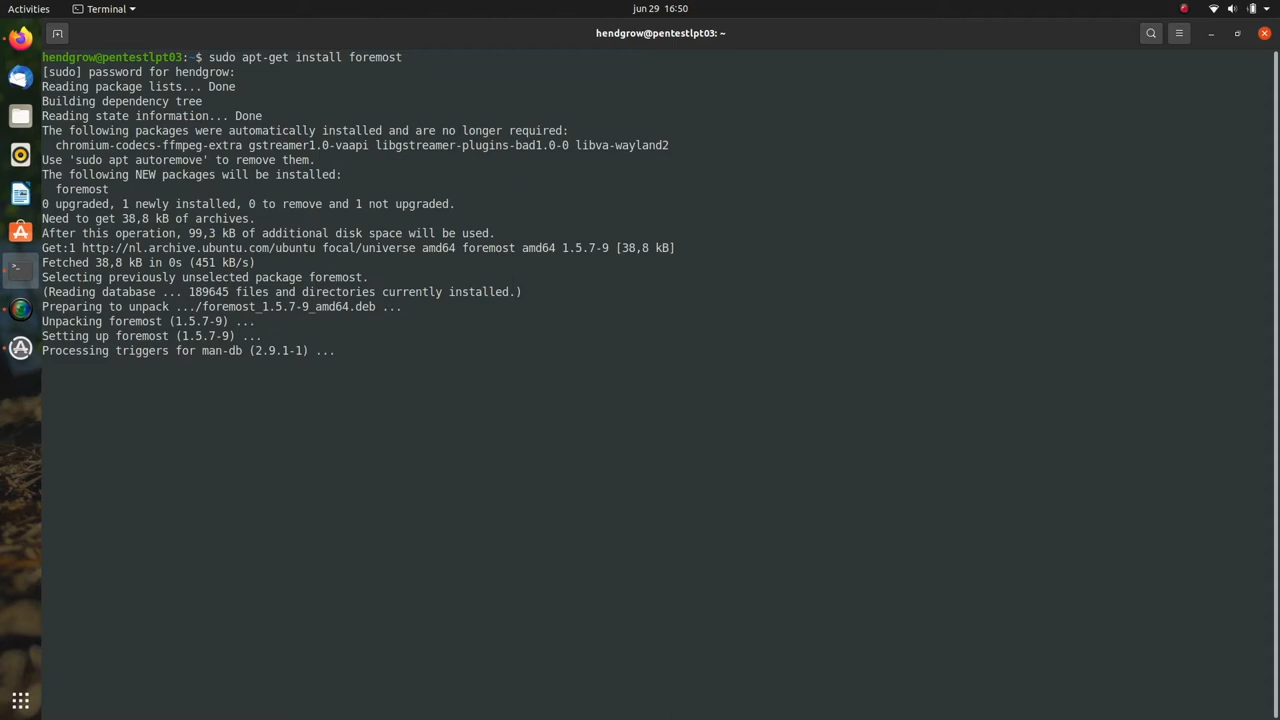 Activities
Terminal
jun 29 16:50
hendgrow@pentestlpt03: ~
hendgrow@pentestlpt03:~$ sudo apt-get install foremost
[sudo] password for hendgrow:
Reading package lists... Done
Building dependency tree
Reading state information... Done
The following packages were automatically installed and are no longer required:
  chromium-codecs-ffmpeg-extra gstreamer1.0-vaapi libgstreamer-plugins-bad1.0-0 libva-wayland2
Use 'sudo apt autoremove' to remove them.
The following NEW packages will be installed:
  foremost
0 upgraded, 1 newly installed, 0 to remove and 1 not upgraded.
Need to get 38,8 kB of archives.
After this operation, 99,3 kB of additional disk space will be used.
Get:1 http://nl.archive.ubuntu.com/ubuntu focal/universe amd64 foremost amd64 1.5.7-9 [38,8 kB]
Fetched 38,8 kB in 0s (451 kB/s)
Selecting previously unselected package foremost.
(Reading database ... 189645 files and directories currently installed.)
Preparing to unpack .../foremost_1.5.7-9_amd64.deb ...
Unpacking foremost (1.5.7-9) ...
Setting up foremost (1.5.7-9) ...
Processing triggers for man-db (2.9.1-1) ...